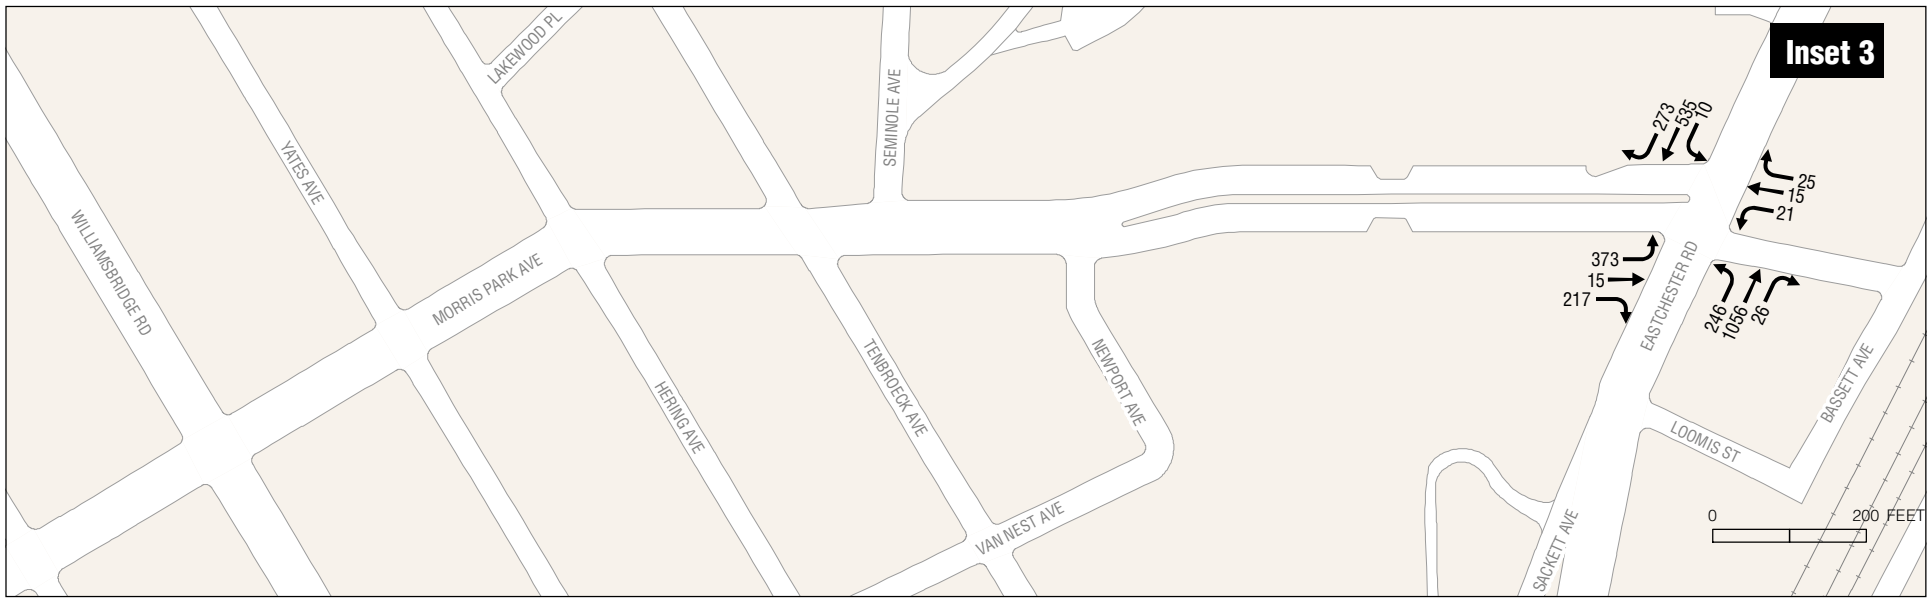 LAKEWOOD PL
Inset 3
SEMINOLE AVE
273
535
10
YATES AVE
25
15
21
WILLIAMSBRIDGE RD
MORRIS PARK AVE
373
15
217
EASTCHESTER RD
246
1056
26
HERING AVE
TENBROECK AVE
NEWPORT AVE
BASSETT AVE
LOOMIS ST
VAN NEST AVE
SACKETT AVE
0 200 FEET